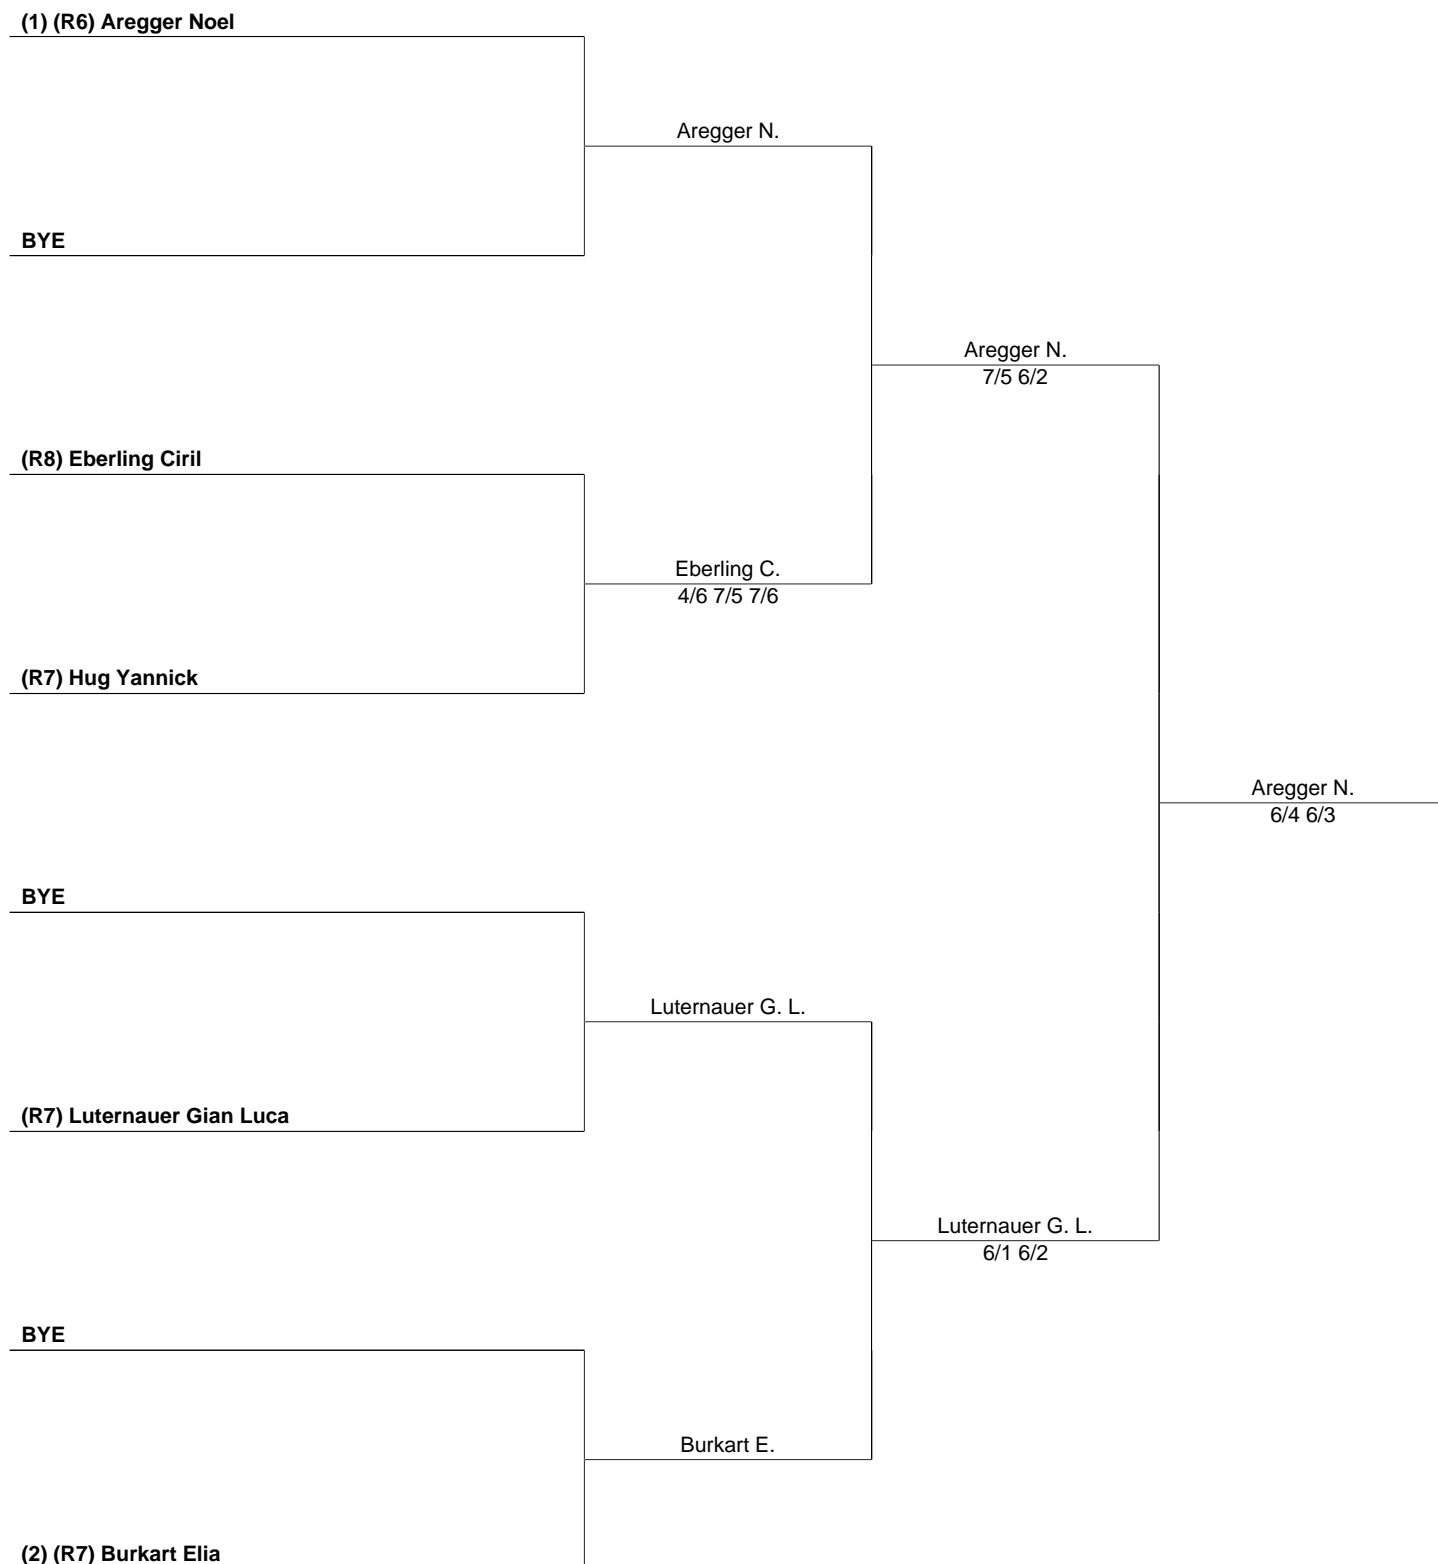 (1) (R6) Aregger Noel
Aregger N.
BYE
Aregger N.
7/5 6/2
(R8) Eberling Ciril
Eberling C.
4/6 7/5 7/6
(R7) Hug Yannick
Aregger N.
6/4 6/3
BYE
Luternauer G. L.
(R7) Luternauer Gian Luca
Luternauer G. L.
6/1 6/2
BYE
Burkart E.
(2) (R7) Burkart Elia